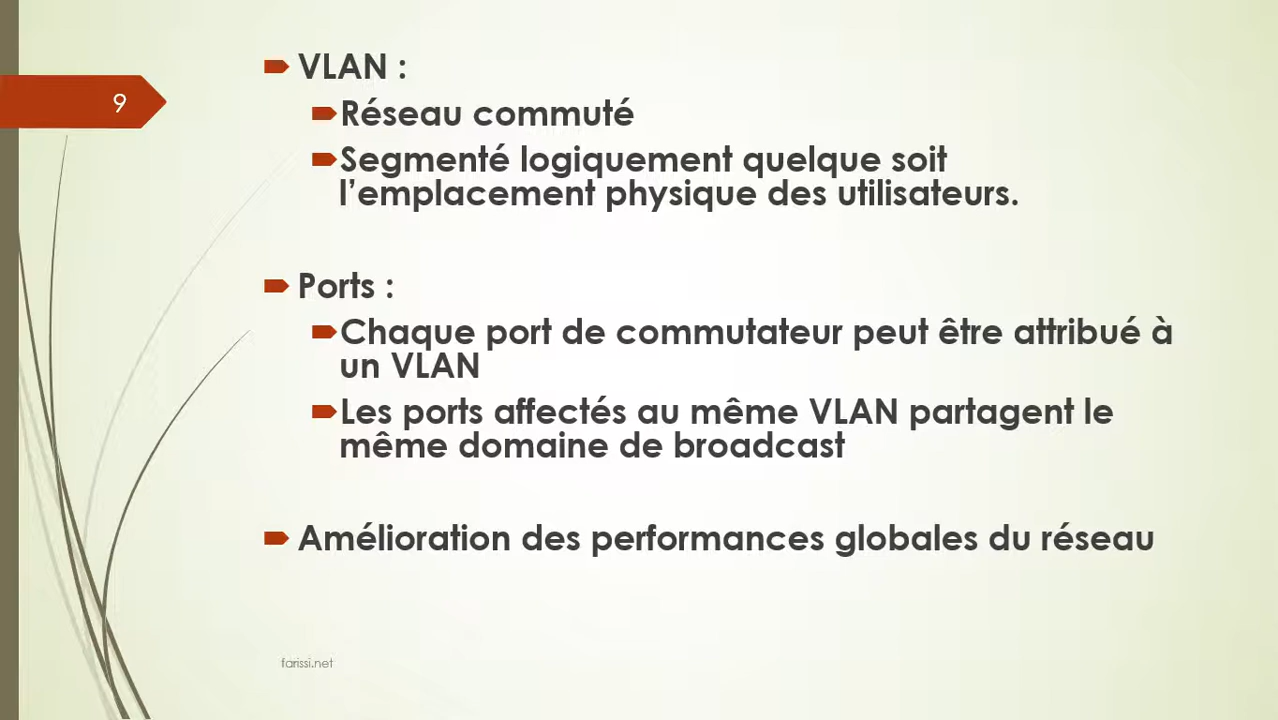 9
VLAN :
Réseau commuté
Segmenté logiquement quelque soit
l’emplacement physique des utilisateurs.
Ports :
Chaque port de commutateur peut être attribué à
un VLAN
Les ports affectés au même VLAN partagent le
même domaine de broadcast
Amélioration des performances globales du réseau
farissi.net